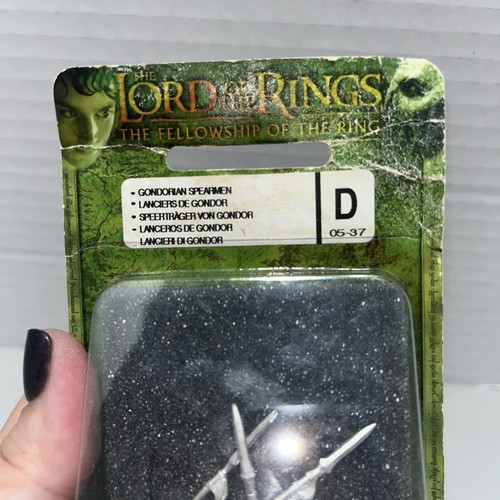 THE
LORD OF THE RINGS
THE FELLOWSHIP OF THE RING
• GONDORIAN SPEARMEN
• LANCIERS DE GONDOR
• SPEERTRÄGER VON GONDOR
- LANCEROS DE GONDOR
LANCIERI DI GONDOR
D
05-37